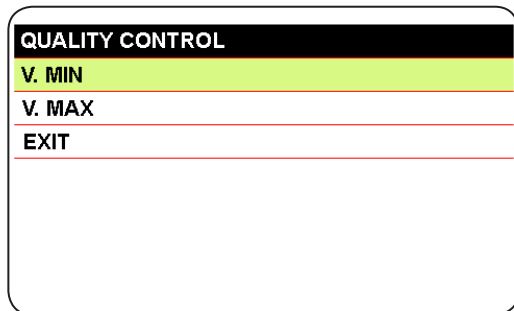 QUALITY CONTROL
V. MIN
V. MAX
EXIT